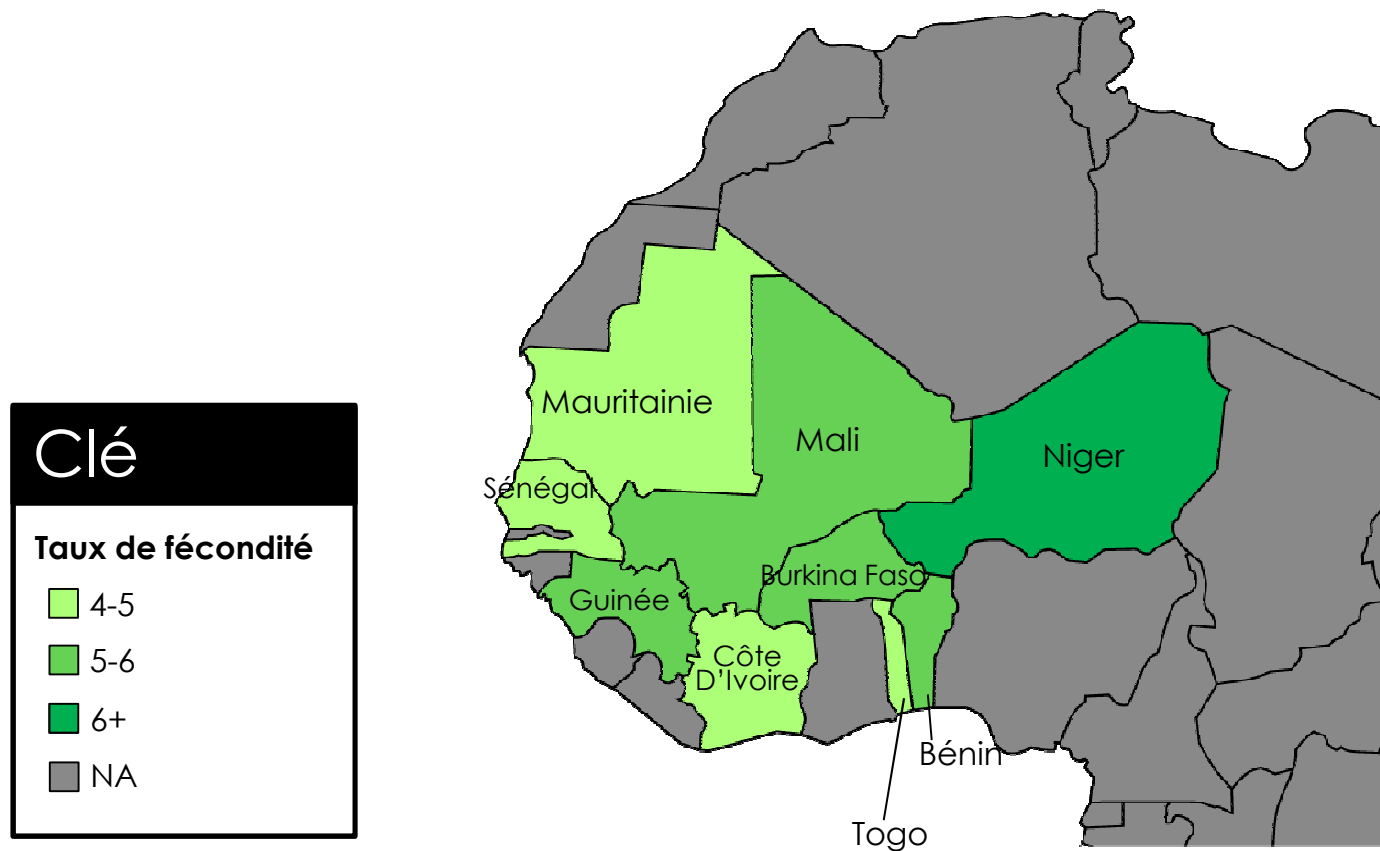 Clé
Taux de fécondité
4-5
5-6
6+
NA
Mauritainie
Mali
Niger
Sénégal
Burkina Faso
Guinée
Côte
D'Ivoire
Bénin
Togo